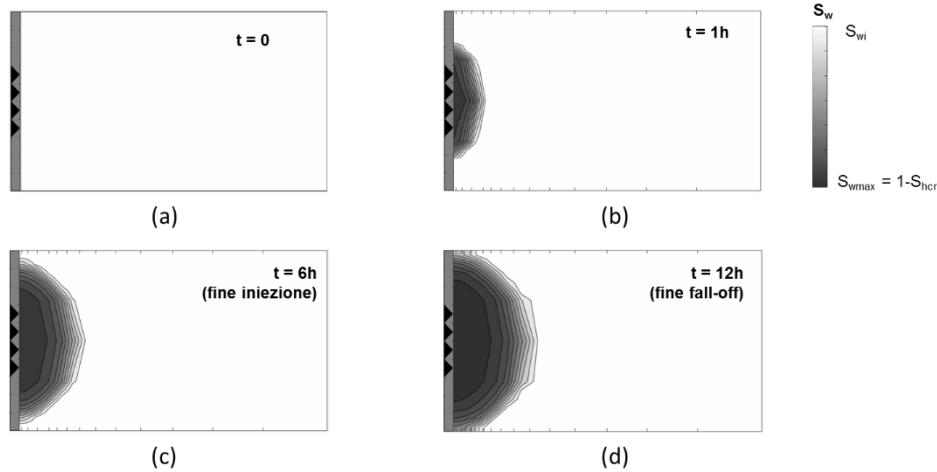 t = 0
(a)
t = 1h
(b)
S_w
S_wi
S_wmax = 1-S_hcr
t = 6h
(fine iniezione)
(c)
t = 12h
(fine fall-off)
(d)